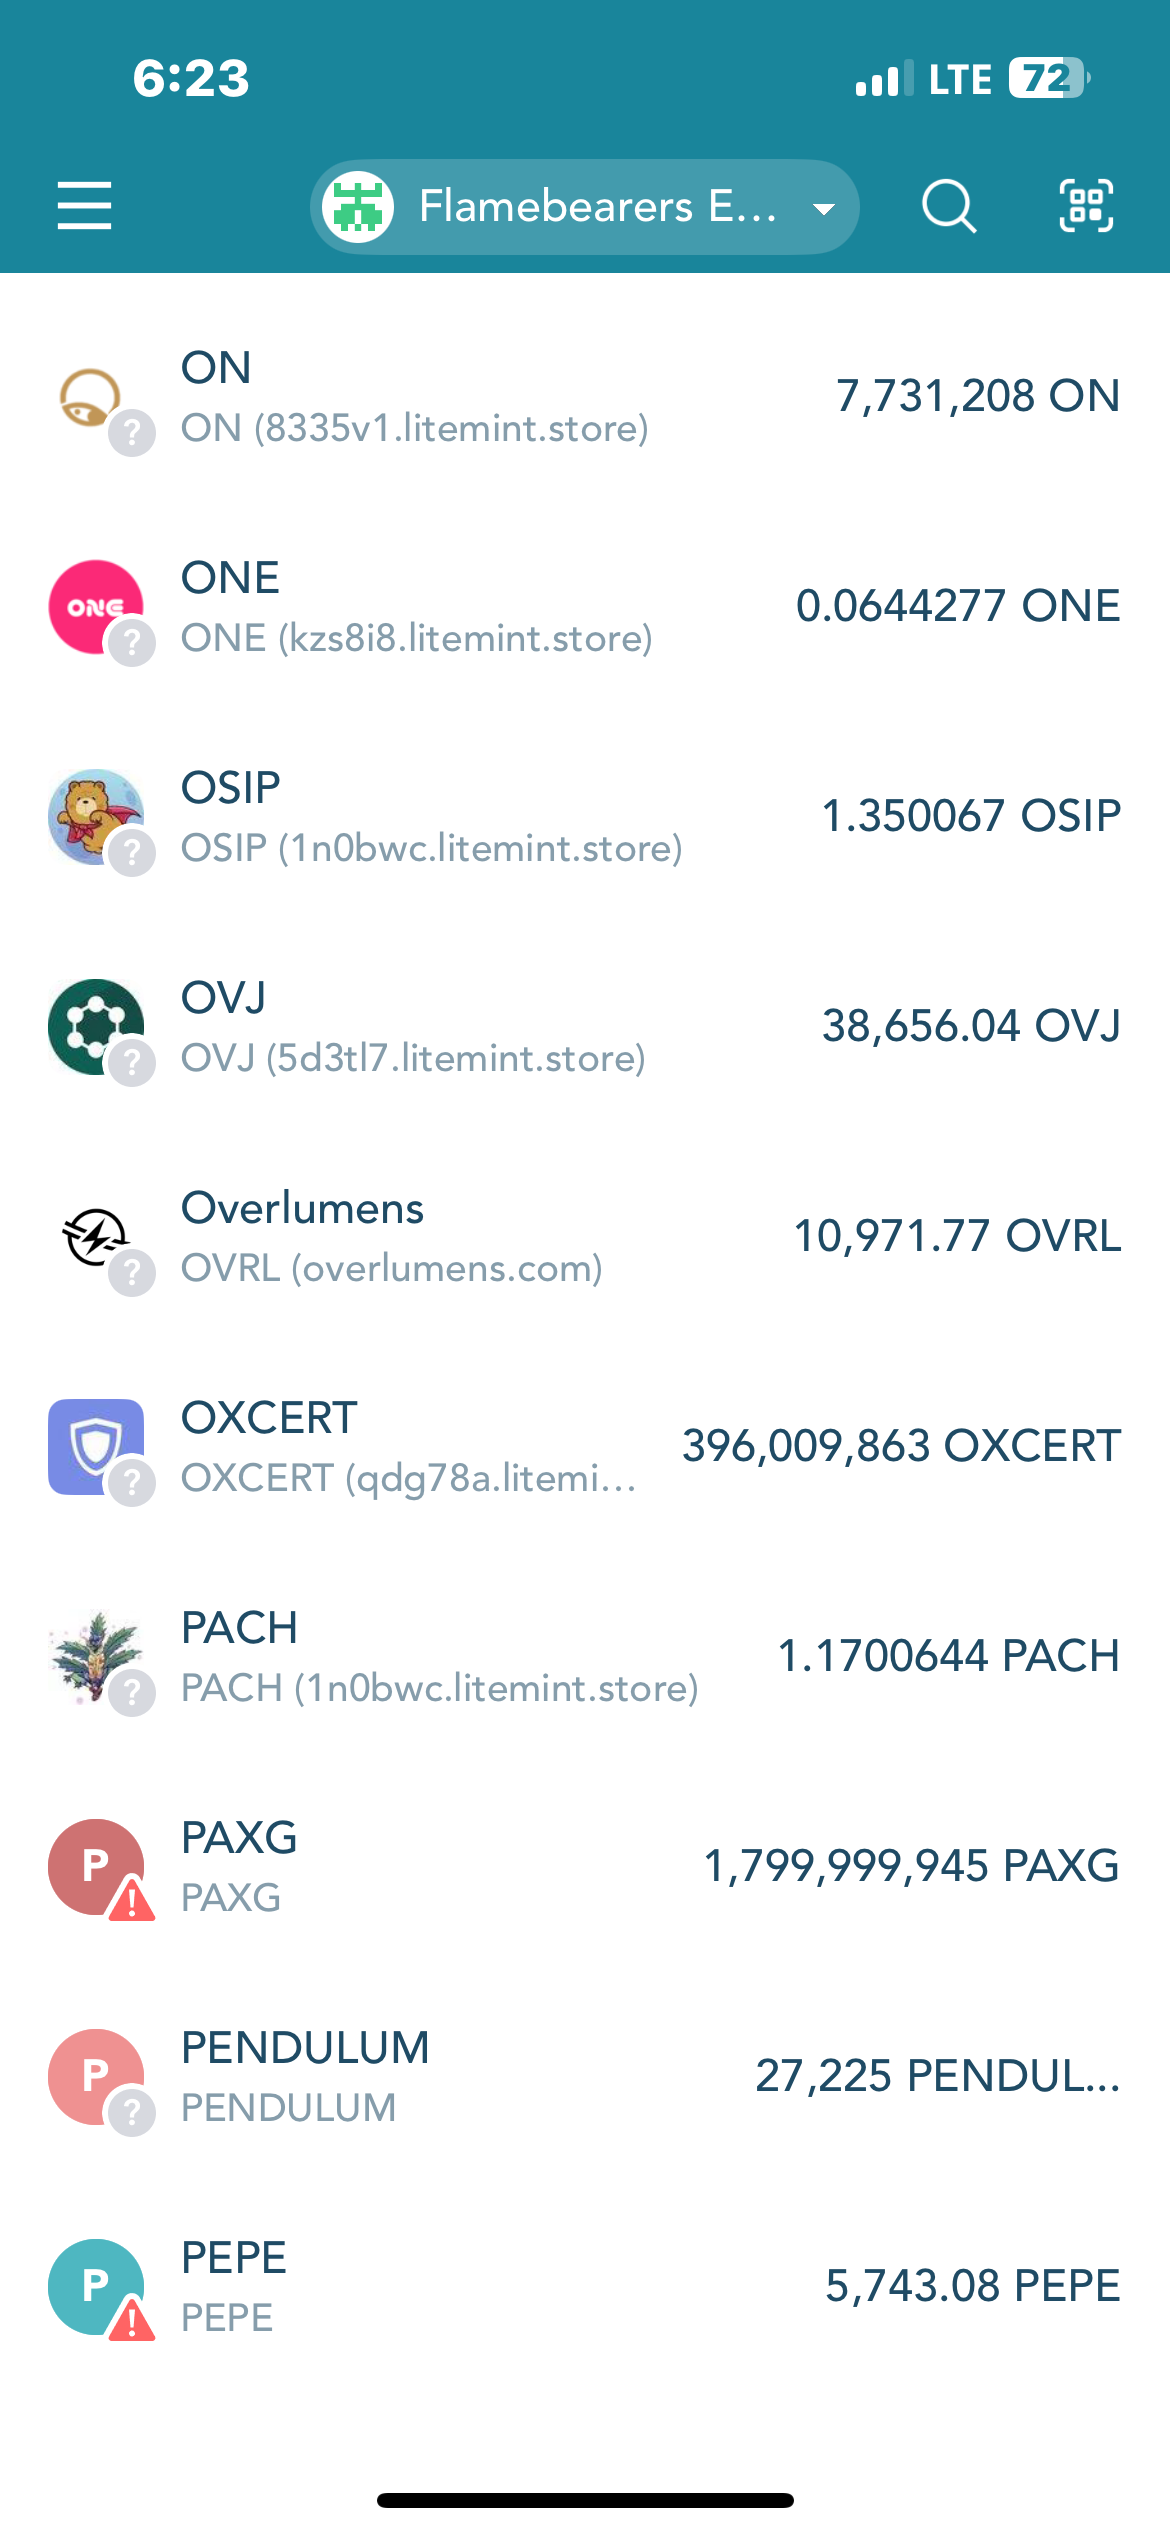 6:23
LTE 72
Flamebearers E...
ON
ON (8335v1.litemint.store)
7,731,208 ON
ONE
ONE
ONE (kzs8i8.litemint.store)
0.0644277 ONE
OSIP
OSIP (1n0bwc.litemint.store)
1.350067 OSIP
OVJ
OVJ (5d3tl7.litemint.store)
38,656.04 OVJ
Overlumens
OVRL (overlumens.com)
10,971.77 OVRL
OXCERT
OXCERT (qdg78a.litemi...
396,009,863 OXCERT
PACH
PACH (1n0bwc.litemint.store)
1.1700644 PACH
P
PAXG
PAXG
1,799,999,945 PAXG
P
PENDULUM
PENDULUM
27,225 PENDUL...
P
PEPE
PEPE
5,743.08 PEPE